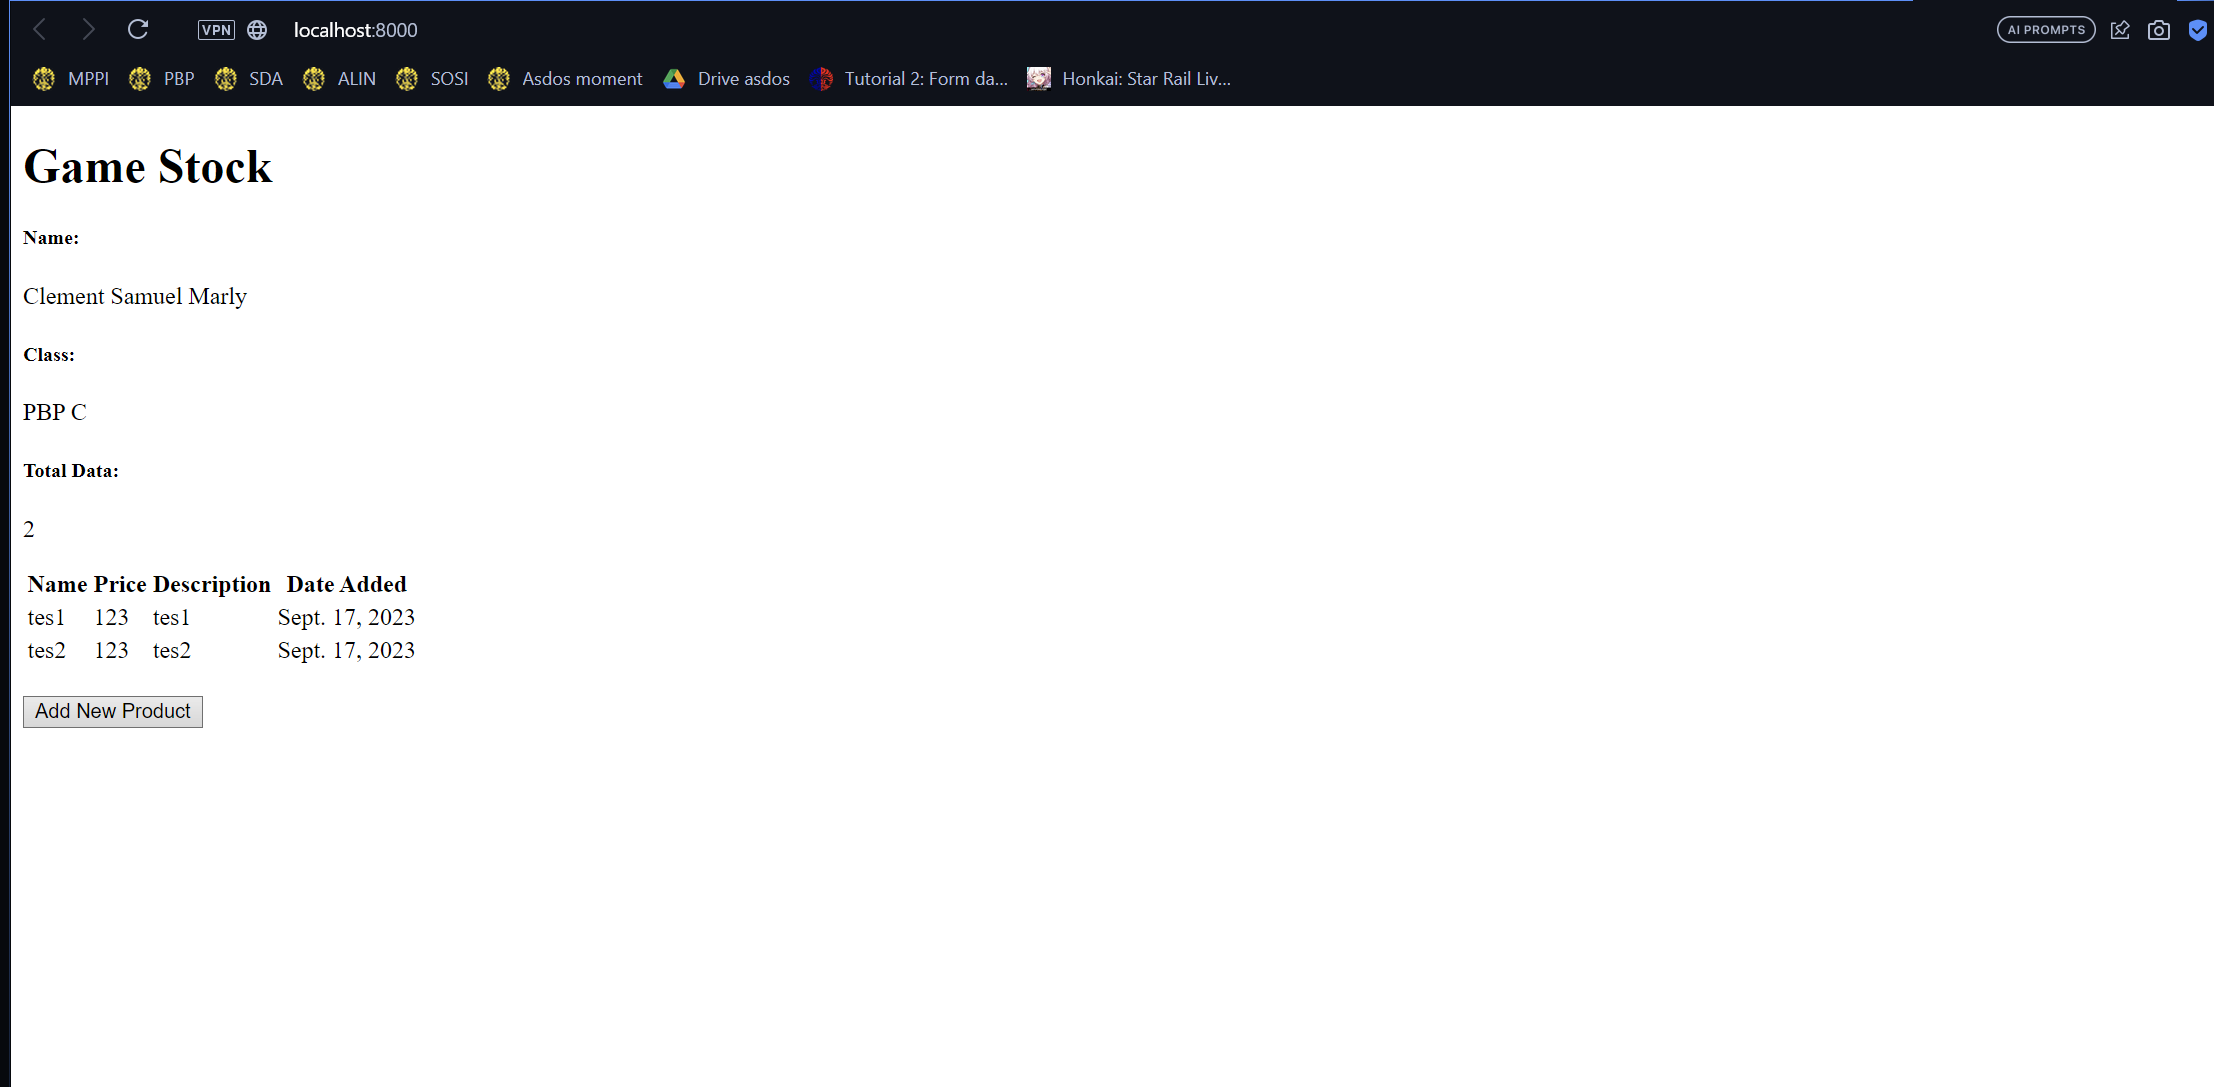 VPN localhost:8000 AI PROMPTS
MPPI PBP SDA ALIN SOSI Asdos moment Drive asdos Tutorial 2: Form da... Honkai: Star Rail Liv...
Game Stock
Name:
Clement Samuel Marly
Class:
PBP C
Total Data:
2
Name Price Description Date Added
tes1 123 tes1 Sept. 17, 2023
tes2 123 tes2 Sept. 17, 2023
Add New Product